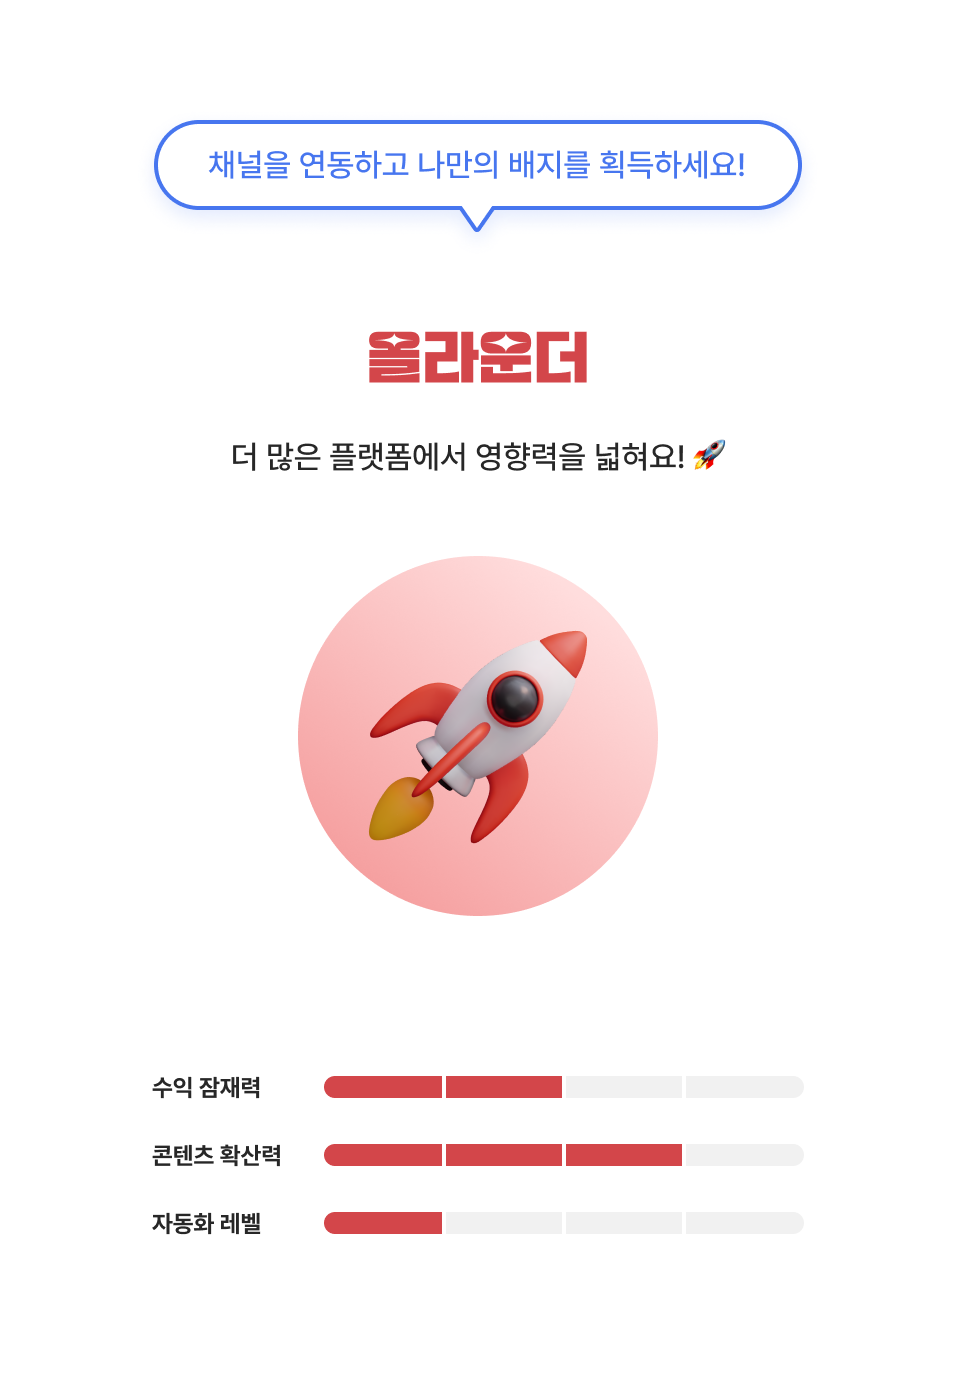 채널을 연동하고 나만의 배지를 획득하세요!
올라운더
더 많은 플랫폼에서 영향력을 넓혀요! 🚀
수익 잠재력
콘텐츠 확산력
자동화 레벨